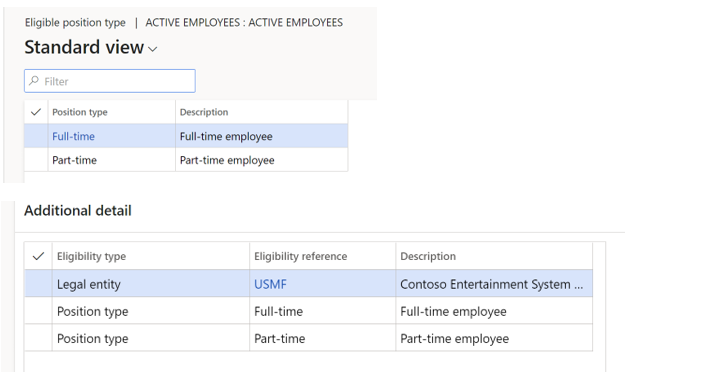 Eligible position type | ACTIVE EMPLOYEES : ACTIVE EMPLOYEES
Standard view
Filter
Position type Description
Full-time Full-time employee
Part-time Part-time employee
Additional detail
Eligibility type Eligibility reference Description
Legal entity USMF Contoso Entertainment System ...
Position type Full-time Full-time employee
Position type Part-time Part-time employee